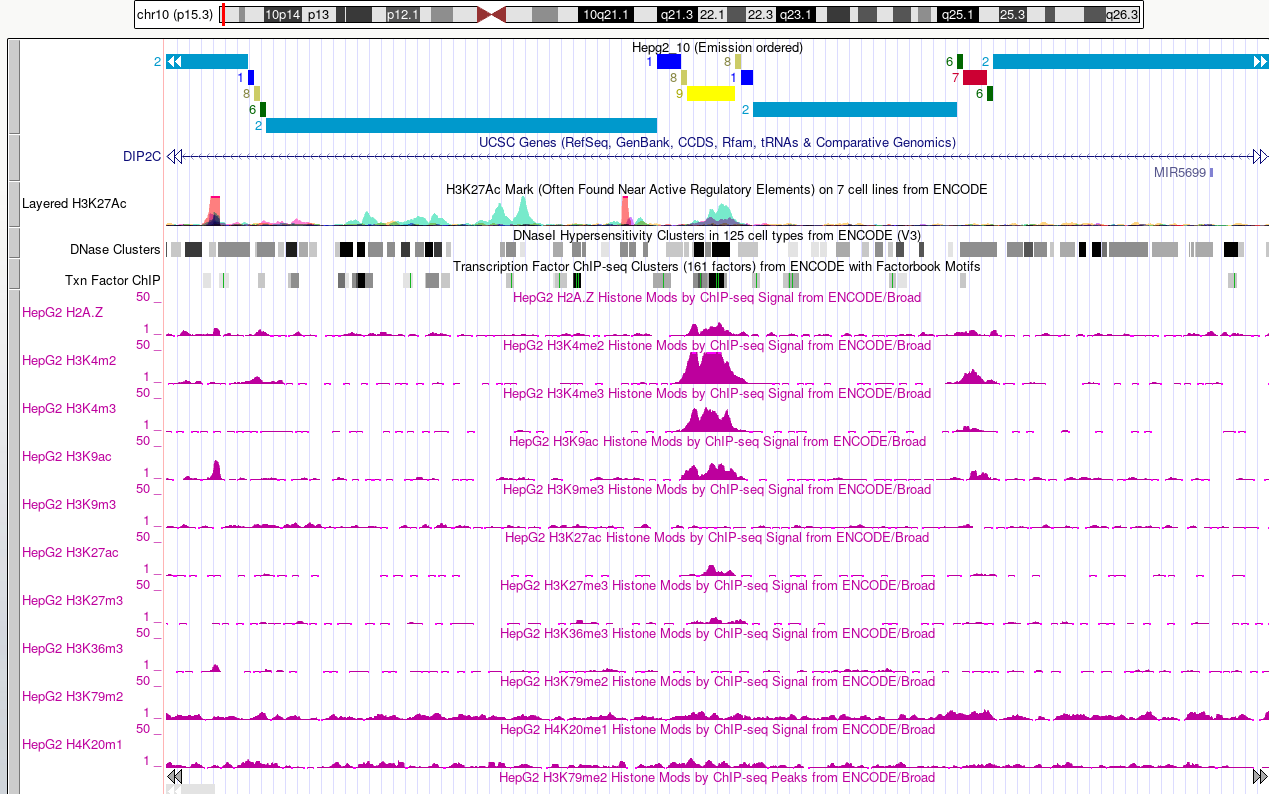 chr10 (p15.3) 10p14 p13 p12.1 10q21.1 q21.3 22.1 22.3 q23.1 q25.1 25.3 q26.3
Hepg2_10 (Emission ordered)
2 1 8 6 2
1 8
8 1
9
2
6 7 6
2
UCSC Genes (RefSeq, GenBank, CCDS, Rfam, tRNAs & Comparative Genomics)
DIP2C
MIR5699
H3K27Ac Mark (Often Found Near Active Regulatory Elements) on 7 cell lines from ENCODE
Layered H3K27Ac
DNaseI Hypersensitivity Clusters in 125 cell types from ENCODE (V3)
DNase Clusters
Transcription Factor ChIP-seq Clusters (161 factors) from ENCODE with Factorbook Motifs
Txn Factor ChIP
50 _ HepG2 H2A.Z Histone Mods by ChIP-seq Signal from ENCODE/Broad
HepG2 H2A.Z
1 _
50 _ HepG2 H3K4me2 Histone Mods by ChIP-seq Signal from ENCODE/Broad
HepG2 H3K4m2
1 _
50 _ HepG2 H3K4me3 Histone Mods by ChIP-seq Signal from ENCODE/Broad
HepG2 H3K4m3
1 _
50 _ HepG2 H3K9ac Histone Mods by ChIP-seq Signal from ENCODE/Broad
HepG2 H3K9ac
1 _
50 _ HepG2 H3K9me3 Histone Mods by ChIP-seq Signal from ENCODE/Broad
HepG2 H3K9m3
1 _
50 _ HepG2 H3K27ac Histone Mods by ChIP-seq Signal from ENCODE/Broad
HepG2 H3K27ac
1 _
50 _ HepG2 H3K27me3 Histone Mods by ChIP-seq Signal from ENCODE/Broad
HepG2 H3K27m3
1 _
50 _ HepG2 H3K36me3 Histone Mods by ChIP-seq Signal from ENCODE/Broad
HepG2 H3K36m3
1 _
50 _ HepG2 H3K79me2 Histone Mods by ChIP-seq Signal from ENCODE/Broad
HepG2 H3K79m2
1 _
50 _ HepG2 H4K20me1 Histone Mods by ChIP-seq Signal from ENCODE/Broad
HepG2 H4K20m1
1 _
HepG2 H3K79me2 Histone Mods by ChIP-seq Peaks from ENCODE/Broad